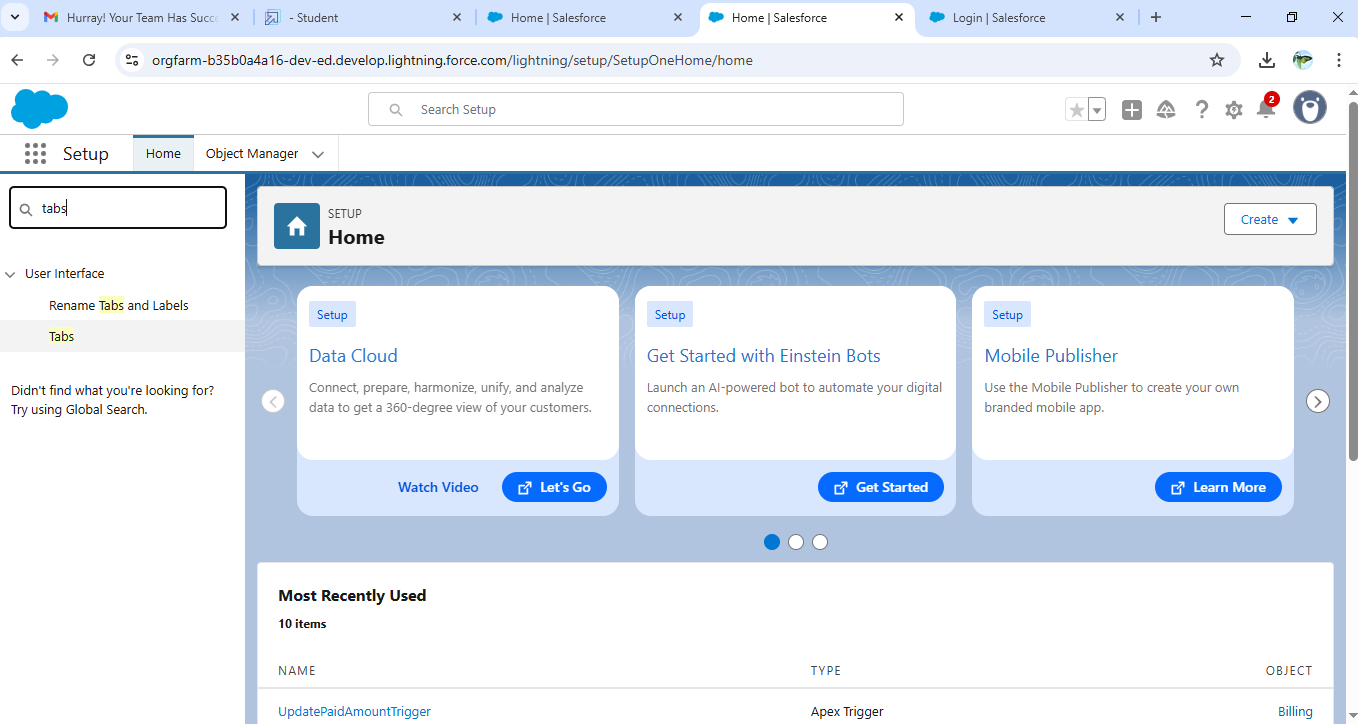 Hurray! Your Team Has Succe
- Student
Home | Salesforce
Home | Salesforce
Login | Salesforce
orgfarm-b35b0a4a16-dev-ed.develop.lightning.force.com/lightning/setup/SetupOneHome/home
Search Setup
2
Setup
Home
Object Manager
tabs
User Interface
Rename Tabs and Labels
Tabs
Didn't find what you're looking for?
Try using Global Search.
SETUP
Home
Create
Setup
Data Cloud
Connect, prepare, harmonize, unify, and analyze
data to get a 360-degree view of your customers.
Watch Video
Let's Go
Setup
Get Started with Einstein Bots
Launch an AI-powered bot to automate your digital
connections.
Get Started
Setup
Mobile Publisher
Use the Mobile Publisher to create your own
branded mobile app.
Learn More
Most Recently Used
10 items
NAME
TYPE
OBJECT
UpdatePaidAmountTrigger
Apex Trigger
Billing